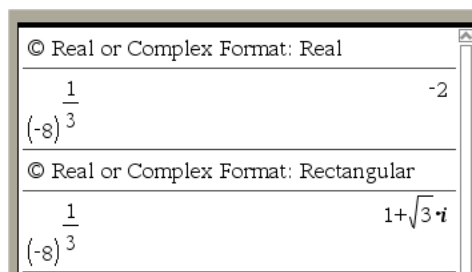 © Real or Complex Format: Real
(-8)^(1/3) -2
© Real or Complex Format: Rectangular
(-8)^(1/3) 1+√3·i